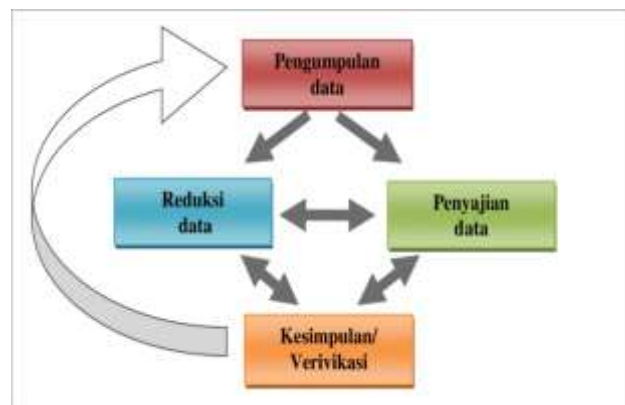 Pengumpulan
data
Reduksi
data
Penyajian
data
Kesimpulan/
Verivikasi